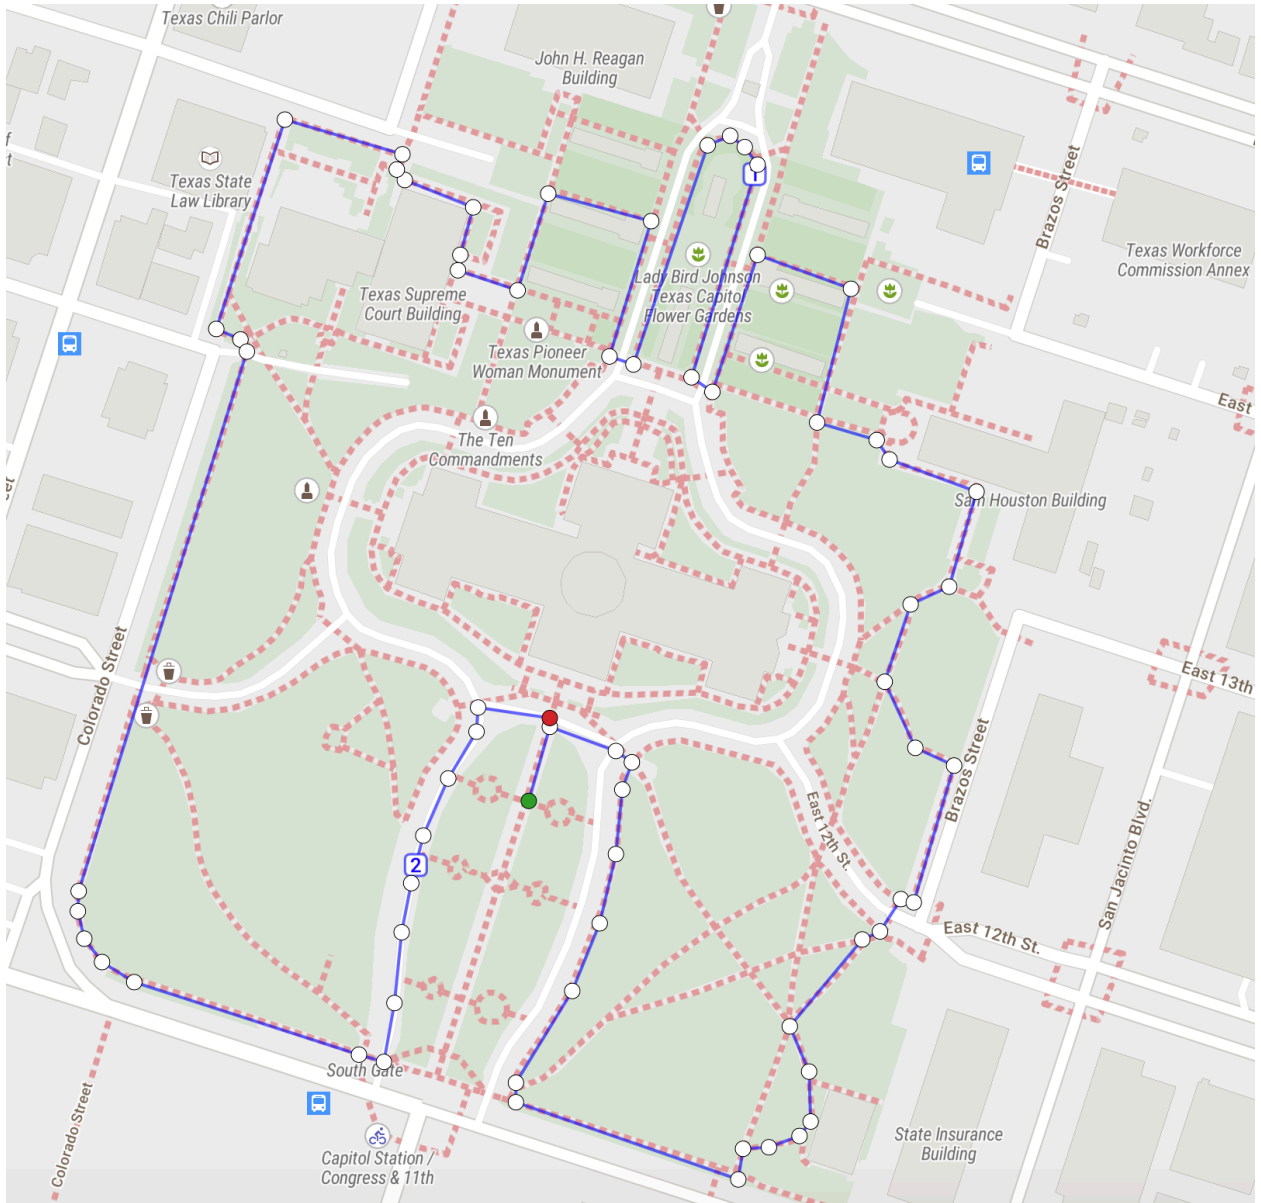 Texas Chili Parlor
John H. Reagan
Building
Texas State
Law Library
Brazos Street
Texas Workforce
Commission Annex
1
Lady Bird Johnson
Texas Capitol
Flower Gardens
Texas Supreme
Court Building
Texas Pioneer
Woman Monument
East
The Ten
Commandments
Sam Houston Building
Colorado Street
East 13th
Brazos Street
East 12th St.
San Jacinto Blvd.
2
East 12th St.
South Gate
Colorado Street
Capitol Station /
Congress & 11th
State Insurance
Building